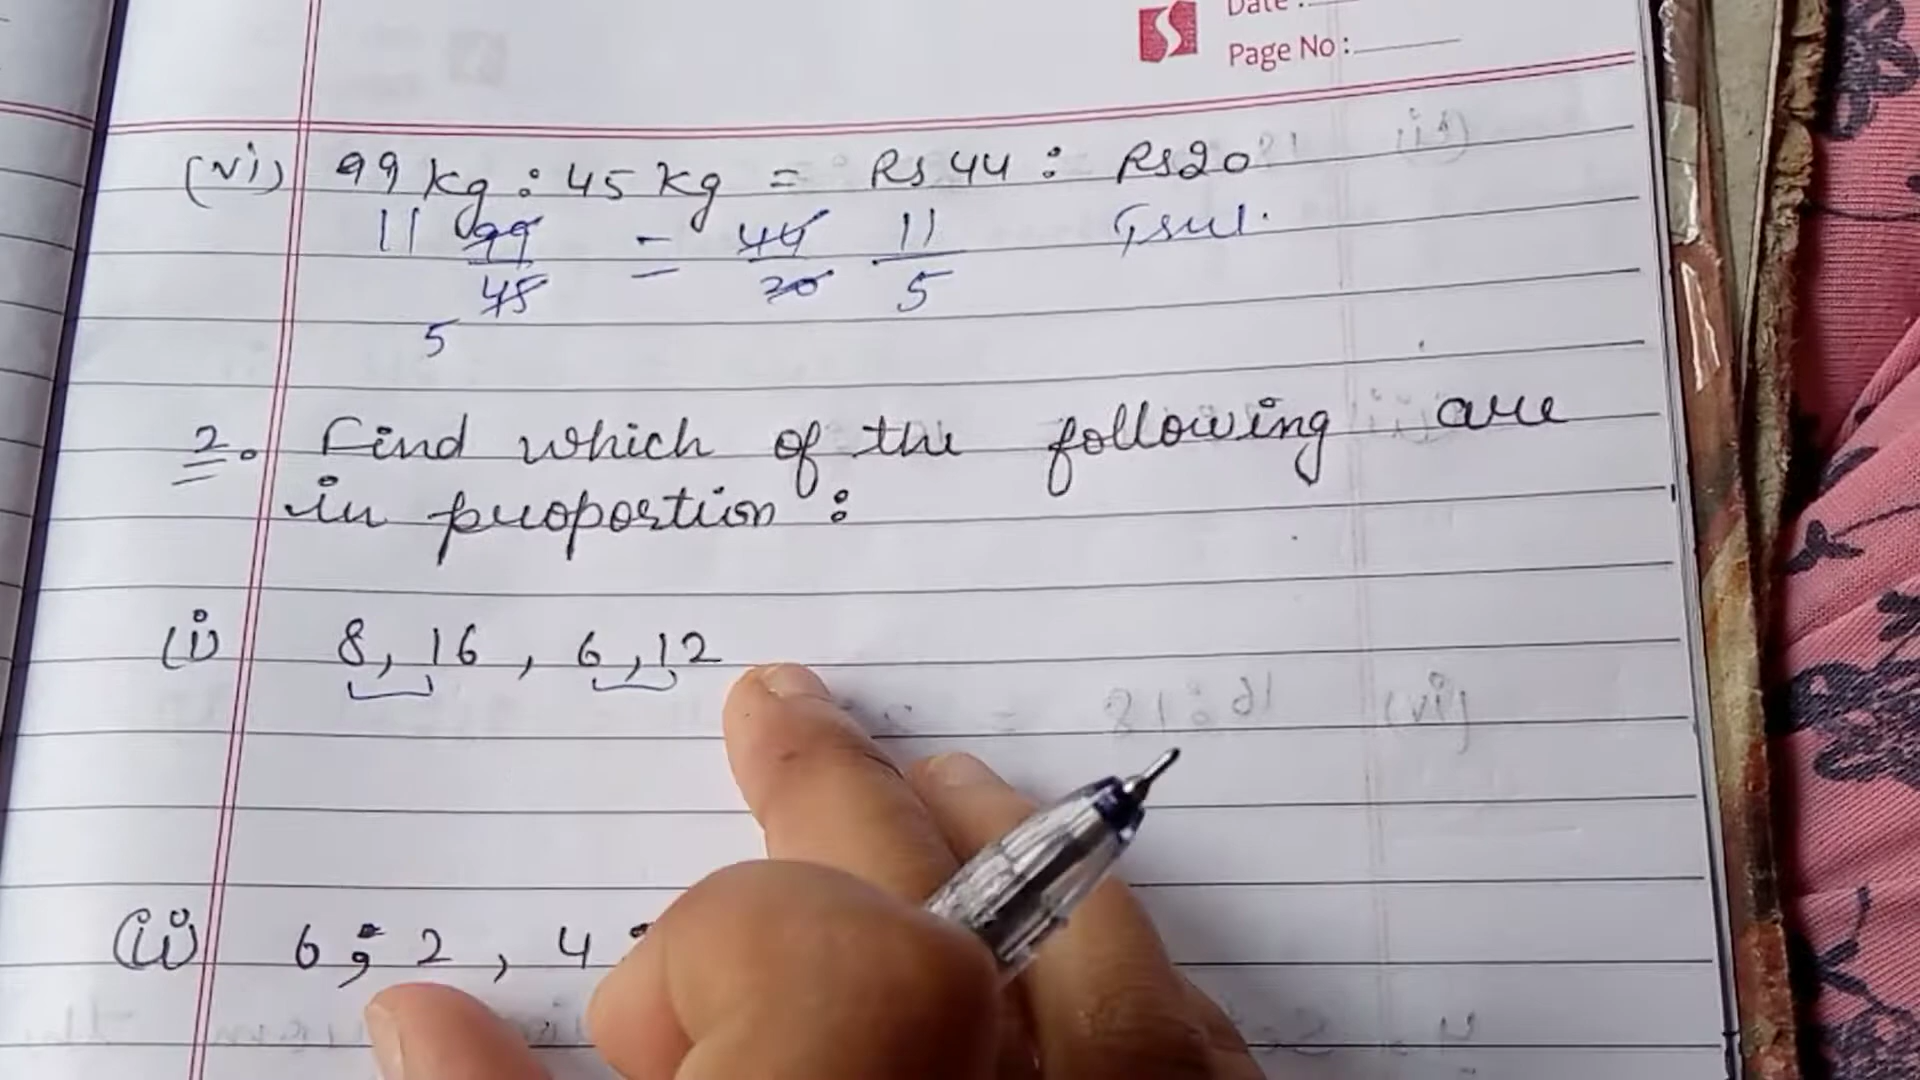 Date :
Page No :
(vi) 99 kg : 45 kg = Rs 44 : Rs 20
11 99 = 44 11 True.
45 20 5
5
2. Find which of the following are
in proportion :
(i) 8, 16, 6, 12
(ii) 6 , 2 , 4